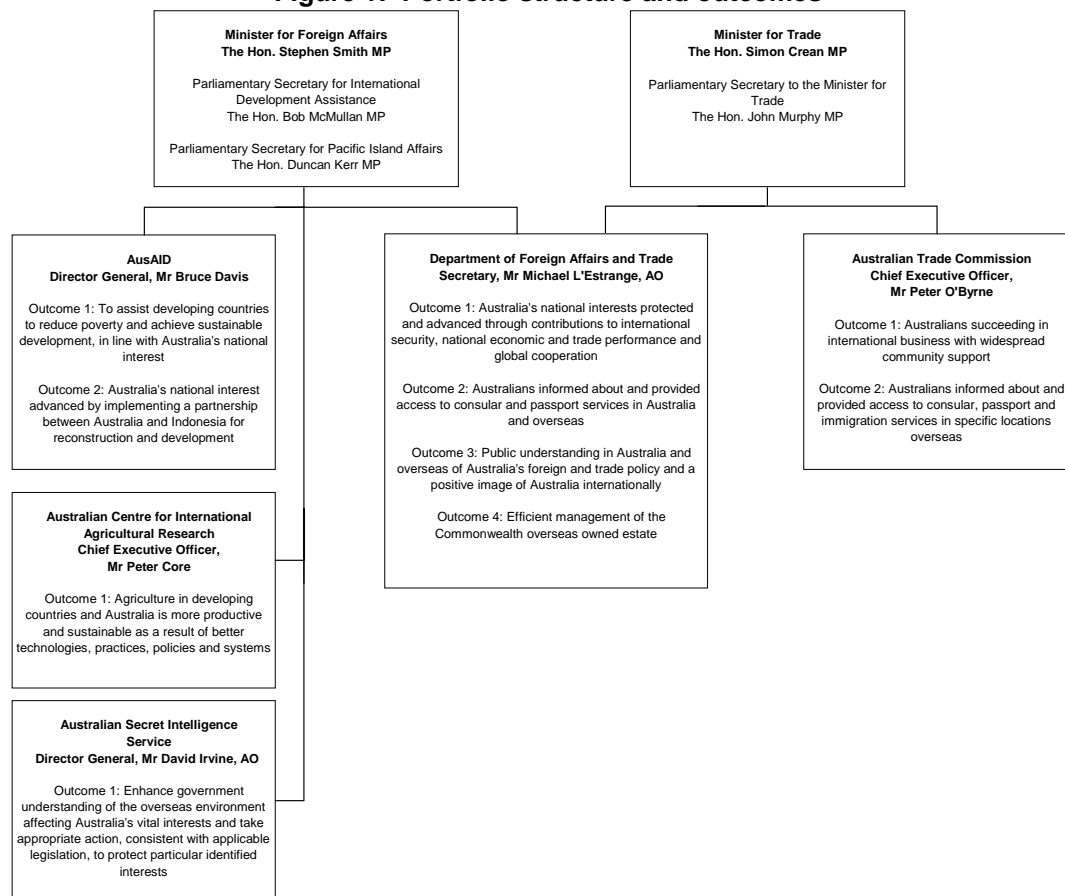 Figure 1: Portfolio structure and outcomes
Minister for Foreign Affairs
The Hon. Stephen Smith MP
Parliamentary Secretary for International
Development Assistance
The Hon. Bob McMullan MP
Parliamentary Secretary for Pacific Island Affairs
The Hon. Duncan Kerr MP
Minister for Trade
The Hon. Simon Crean MP
Parliamentary Secretary to the Minister for
Trade
The Hon. John Murphy MP
AusAID
Director General, Mr Bruce Davis
Outcome 1: To assist developing countries
to reduce poverty and achieve sustainable
development, in line with Australia's national
interest
Outcome 2: Australia's national interest
advanced by implementing a partnership
between Australia and Indonesia for
reconstruction and development
Department of Foreign Affairs and Trade
Secretary, Mr Michael L'Estrange, AO
Outcome 1: Australia's national interests protected
and advanced through contributions to international
security, national economic and trade performance and
global cooperation
Outcome 2: Australians informed about and provided
access to consular and passport services in Australia
and overseas
Outcome 3: Public understanding in Australia and
overseas of Australia's foreign and trade policy and a
positive image of Australia internationally
Outcome 4: Efficient management of the
Commonwealth overseas owned estate
Australian Trade Commission
Chief Executive Officer,
Mr Peter O'Byrne
Outcome 1: Australians succeeding in
international business with widespread
community support
Outcome 2: Australians informed about and
provided access to consular, passport and
immigration services in specific locations
overseas
Australian Centre for International
Agricultural Research
Chief Executive Officer,
Mr Peter Core
Outcome 1: Agriculture in developing
countries and Australia is more productive
and sustainable as a result of better
technologies, practices, policies and systems
Australian Secret Intelligence
Service
Director General, Mr David Irvine, AO
Outcome 1: Enhance government
understanding of the overseas environment
affecting Australia's vital interests and take
appropriate action, consistent with applicable
legislation, to protect particular identified
interests